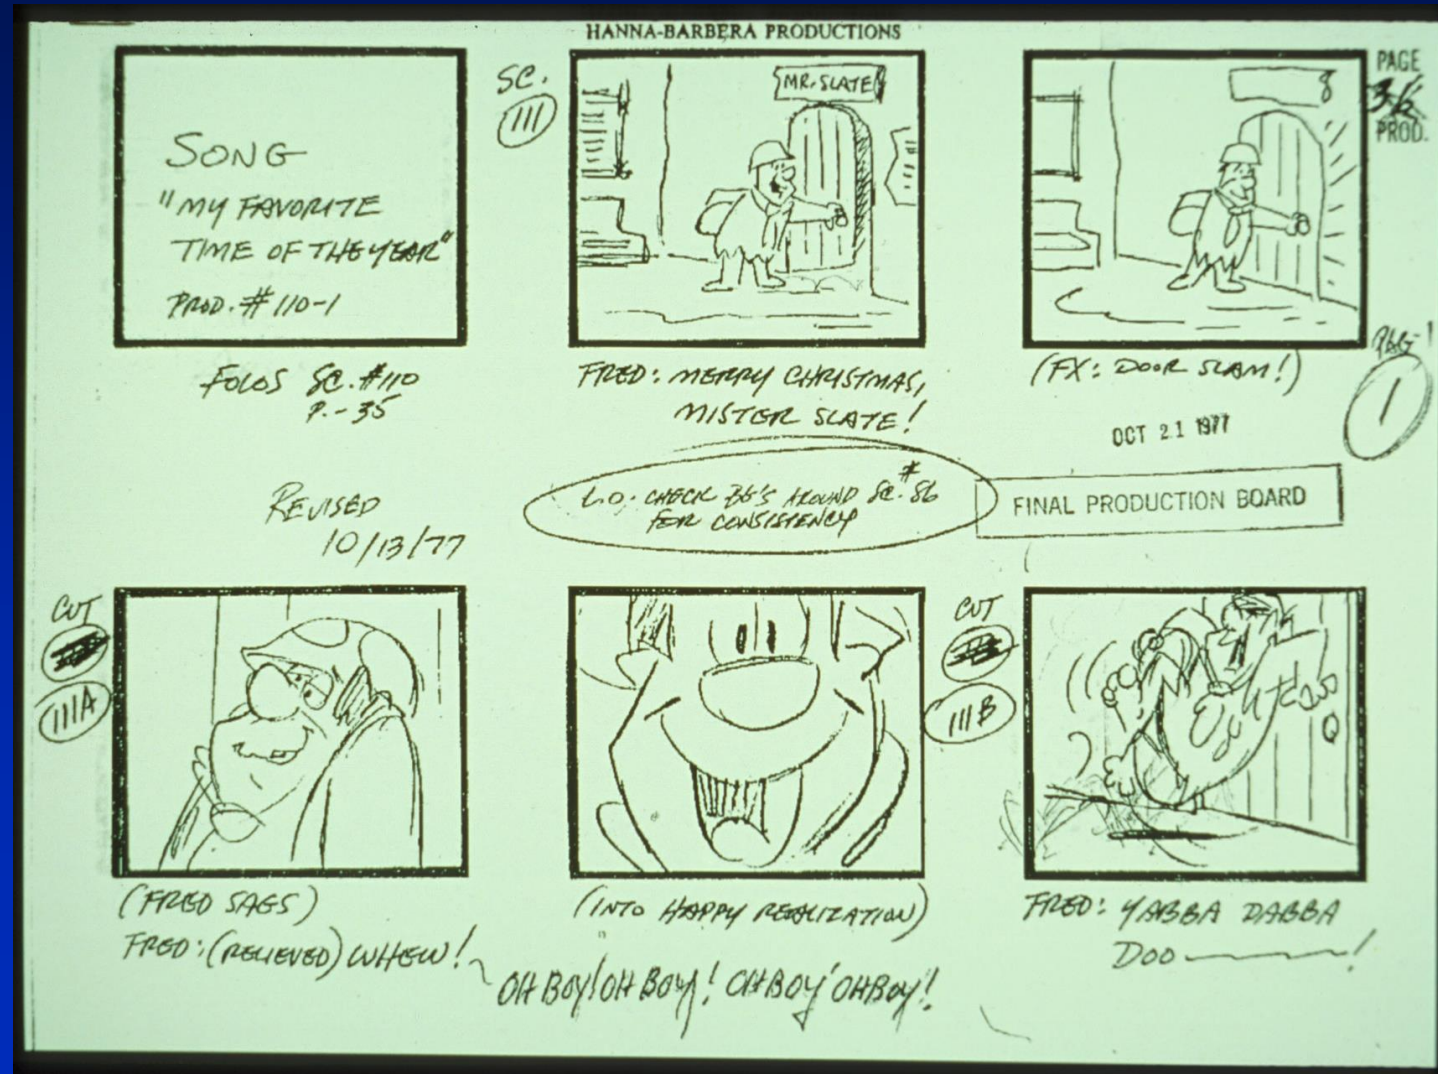 HANNA-BARBERA PRODUCTIONS
PAGE
PROD.
SONG
"MY FAVORITE
TIME OF THE YEAR"
PROD. # 110-1
FOLOS SC. #110
P. - 35
SC.
111
MR. SLATE
FRED: MERRY CHRISTMAS,
MISTER SLATE!
(FX: DOOR SLAM!)
1
OCT 21 1977
REVISED
10/13/77
L.O. CHECK BG'S AROUND SC. #86
FOR CONSISTENCY
FINAL PRODUCTION BOARD
CUT
111A
(FRED SAGS)
FRED: (RELIEVED) WHEW!
(INTO HAPPY REALIZATION)
OH BOY! OH BOY! OH BOY! OH BOY!
CUT
111B
FRED: YABBA DABBA
DOO!